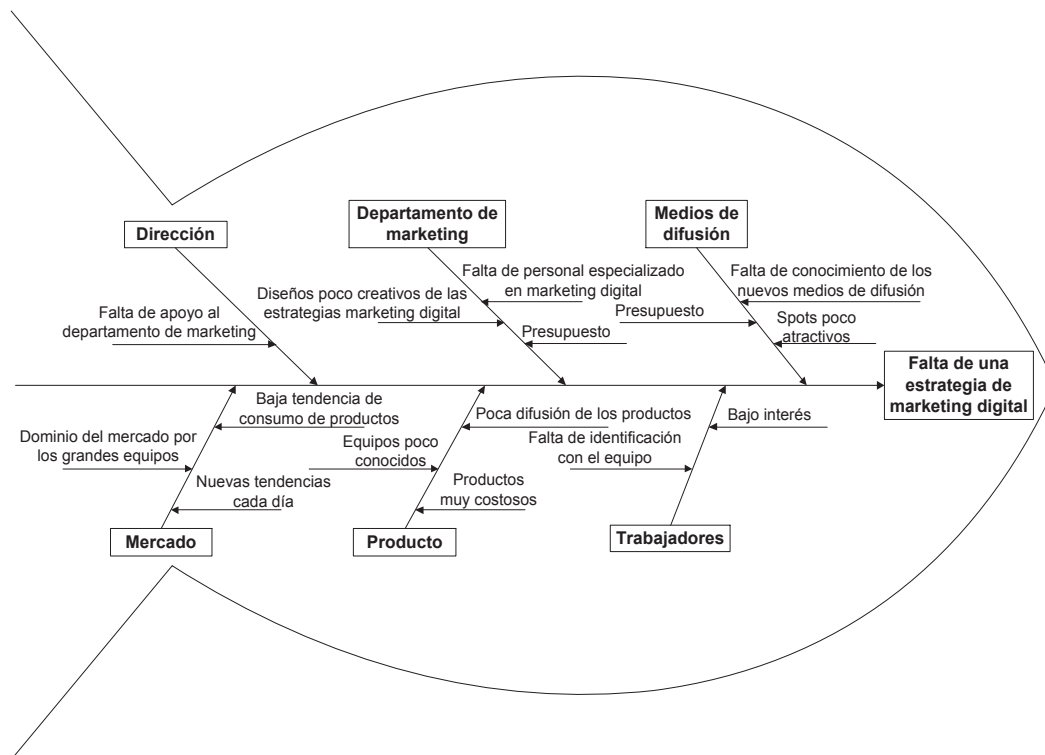 Departamento de
marketing
Medios de
difusión
Dirección
Falta de personal especializado
en marketing digital
Falta de conocimiento de los
nuevos medios de difusión
Diseños poco creativos de las
estrategias marketing digital
Falta de apoyo al
departamento de marketing
Presupuesto
Presupuesto
Spots poco
atractivos
Falta de una
estrategia de
marketing digital
Baja tendencia de
consumo de productos
Poca difusión de los productos
Bajo interés
Dominio del mercado por
los grandes equipos
Equipos poco
conocidos
Falta de identificación
con el equipo
Nuevas tendencias
cada día
Productos
muy costosos
Mercado
Producto
Trabajadores